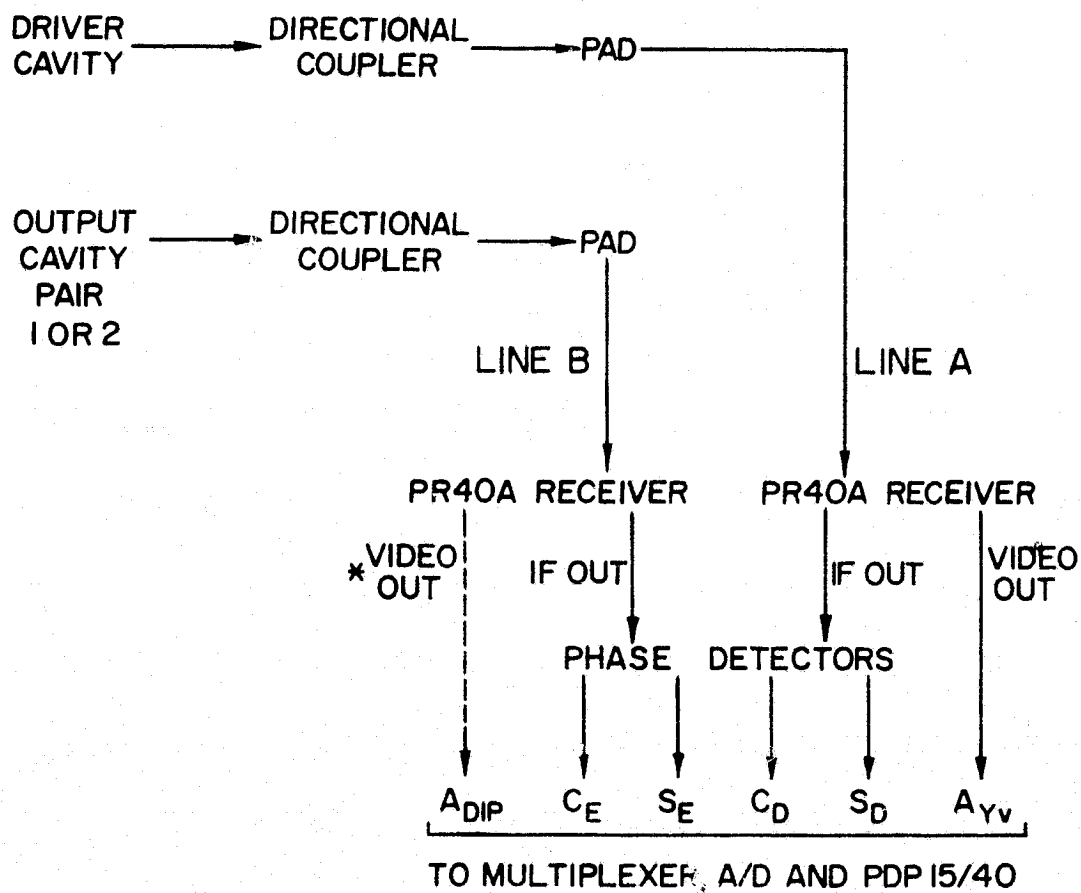 DRIVER
CAVITY
DIRECTIONAL
COUPLER
PAD
OUTPUT
CAVITY
PAIR
1 OR 2
DIRECTIONAL
COUPLER
PAD
LINE B
LINE A
PR40A RECEIVER
PR40A RECEIVER
*VIDEO
OUT
IF OUT
IF OUT
VIDEO
OUT
PHASE DETECTORS
A_DIP C_E S_E C_D S_D A_Yv
TO MULTIPLEXER, A/D AND PDP 15/40